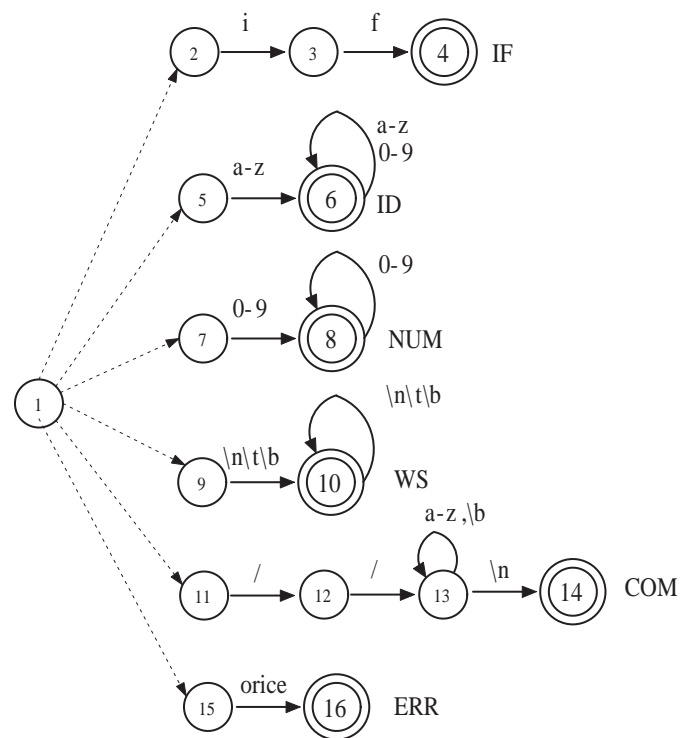 i f
2 3 4 IF
a-z
0-9
a-z
5 6 ID
0-9
0-9
7 8 NUM
1
\n\t\b
\n\t\b
9 10 WS
a-z,\b
/ / \n
11 12 13 14 COM
orice
15 16 ERR